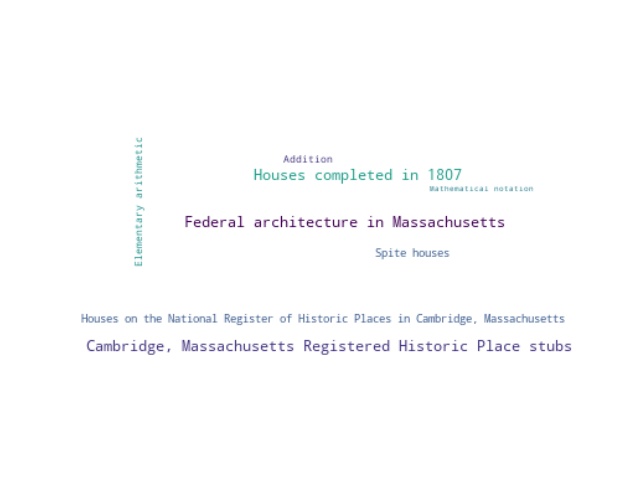 Elementary arithmetic
Addition
Houses completed in 1807
Mathematical notation
Federal architecture in Massachusetts
Spite houses
Houses on the National Register of Historic Places in Cambridge, Massachusetts
Cambridge, Massachusetts Registered Historic Place stubs